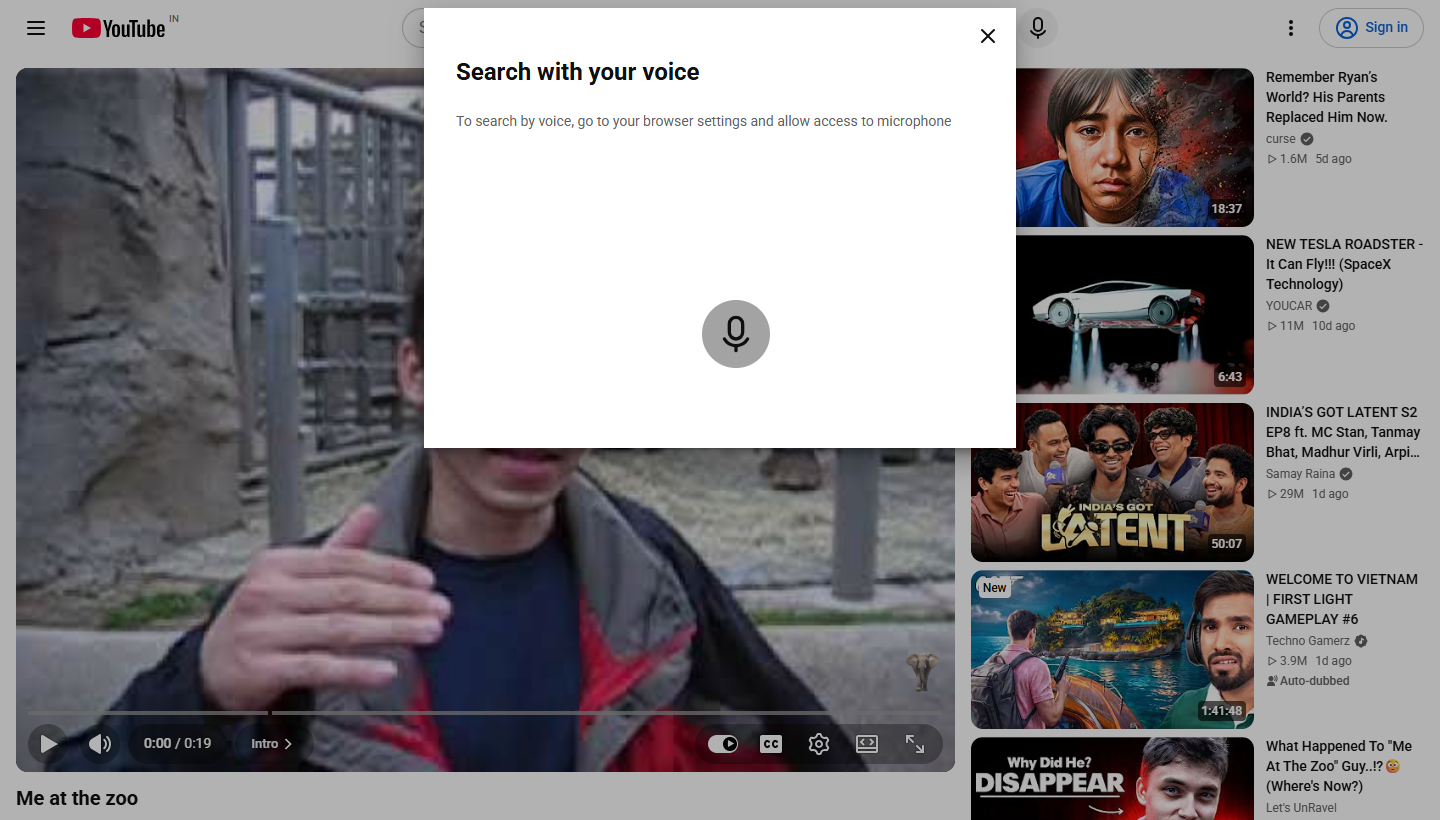 YouTube IN
S
Sign in
Search with your voice
To search by voice, go to your browser settings and allow access to microphone
0:00 / 0:19
Intro
CC
Me at the zoo
18:37
Remember Ryan's
World? His Parents
Replaced Him Now.
curse
1.6M 5d ago
6:43
NEW TESLA ROADSTER -
It Can Fly!!! (SpaceX
Technology)
YOUCAR
11M 10d ago
INDIA'S GOT
LATENT
50:07
INDIA'S GOT LATENT S2
EP8 ft. MC Stan, Tanmay
Bhat, Madhur Virli, Arpi...
Samay Raina
29M 1d ago
New
1:41:48
WELCOME TO VIETNAM
| FIRST LIGHT
GAMEPLAY #6
Techno Gamerz
3.9M 1d ago
Auto-dubbed
Why Did He?
DISAPPEAR
What Happened To "Me
At The Zoo" Guy..!?
(Where's Now?)
Let's UnRavel